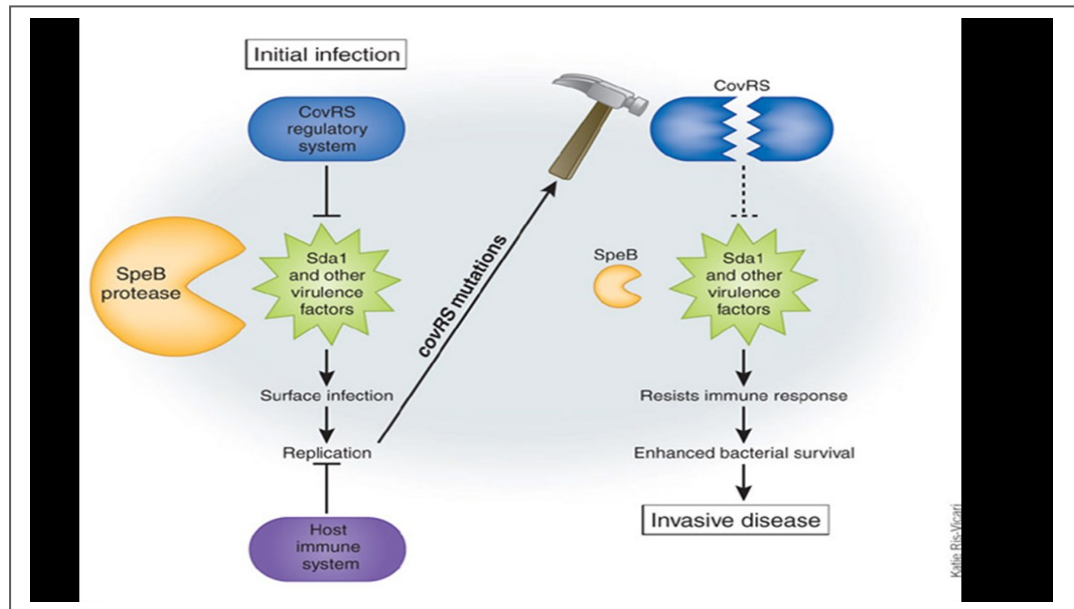 Initial infection
CovRS
regulatory
system
SpeB
protease
Sda1
and other
virulence
factors
Surface infection
Replication
Host
immune
system
covRS mutations
CovRS
SpeB
Sda1
and other
virulence
factors
Resists immune response
Enhanced bacterial survival
Invasive disease
Katie Ris-Vicari